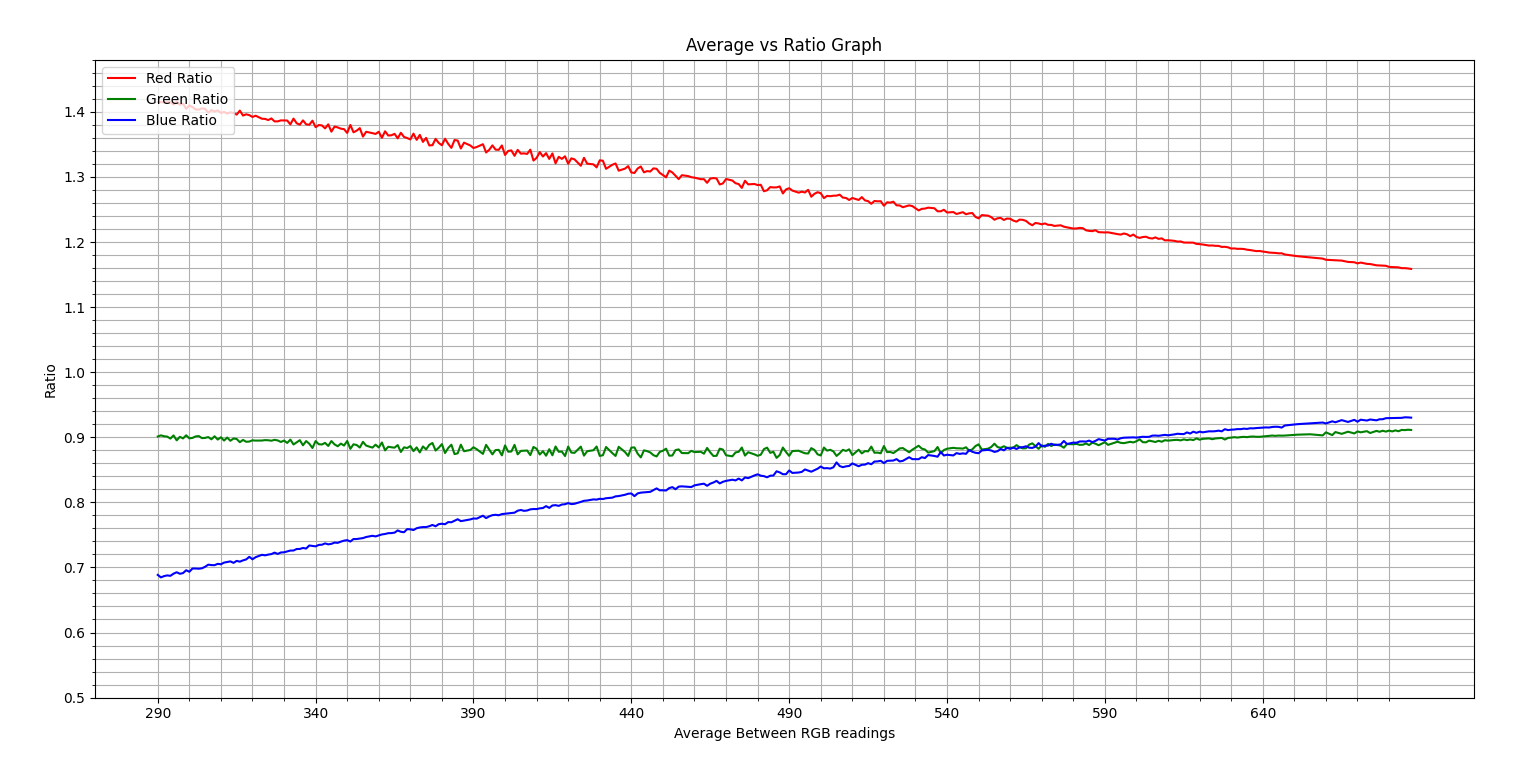 Average vs Ratio Graph
Red Ratio
Green Ratio
Blue Ratio
1.4
1.3
1.2
1.1
1.0
0.9
0.8
0.7
0.6
0.5
Ratio
290 340 390 440 490 540 590 640
Average Between RGB readings